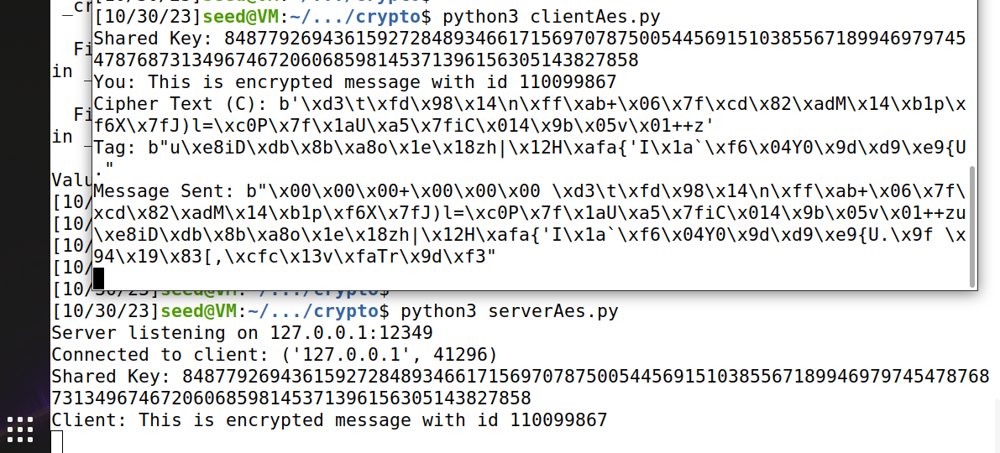 _cr
[10/30/23]seed@VM:~/.../crypto$ python3 clientAes.py
Shared Key: 8487792694361592728489346617156970787500544569151038556718994697974​5
478768731349674672060685981453713961563051438278​58
You: This is encrypted message with id 110099867
Cipher Text (C): b'\xd3\t\xfd\x98\x14\n\xff\xab+\x06\x7f\xcd\x82\xadM\x14\xb1p\x
f6X\x7fJ)l=\xc0P\x7f\x1aU\xa5\x7fiC\x014\x9b\x05v\x01++z'
Tag: b"u\xe8iD\xdb\x8b\xa8o\x1e\x18zh|\x12H\xafa{'I\x1a`\xf6\x04Y0\x9d\xd9\xe9{U
."
Message Sent: b"\x00\x00\x00+\x00\x00\x00 \xd3\t\xfd\x98\x14\n\xff\xab+\x06\x7f\
xcd\x82\xadM\x14\xb1p\xf6X\x7fJ)l=\xc0P\x7f\x1aU\xa5\x7fiC\x014\x9b\x05v\x01++zu
\xe8iD\xdb\x8b\xa8o\x1e\x18zh|\x12H\xafa{'I\x1a`\xf6\x04Y0\x9d\xd9\xe9{U.\x9f \x
94\x19\x83[,\xcfc\x13v\xfaTr\x9d\xf3"
Fi
in _
Fi
in _
Valu
[10/
[10/
[10/
[10/
[10/30/23]seed@VM:~/.../crypto$
[10/30/23]seed@VM:~/.../crypto$ python3 serverAes.py
Server listening on 127.0.0.1:12349
Connected to client: ('127.0.0.1', 41296)
Shared Key: 84877926943615927284893466171569707875005445691510385567189946979745478768
73134967467206068598145371396156305143827858
Client: This is encrypted message with id 110099867